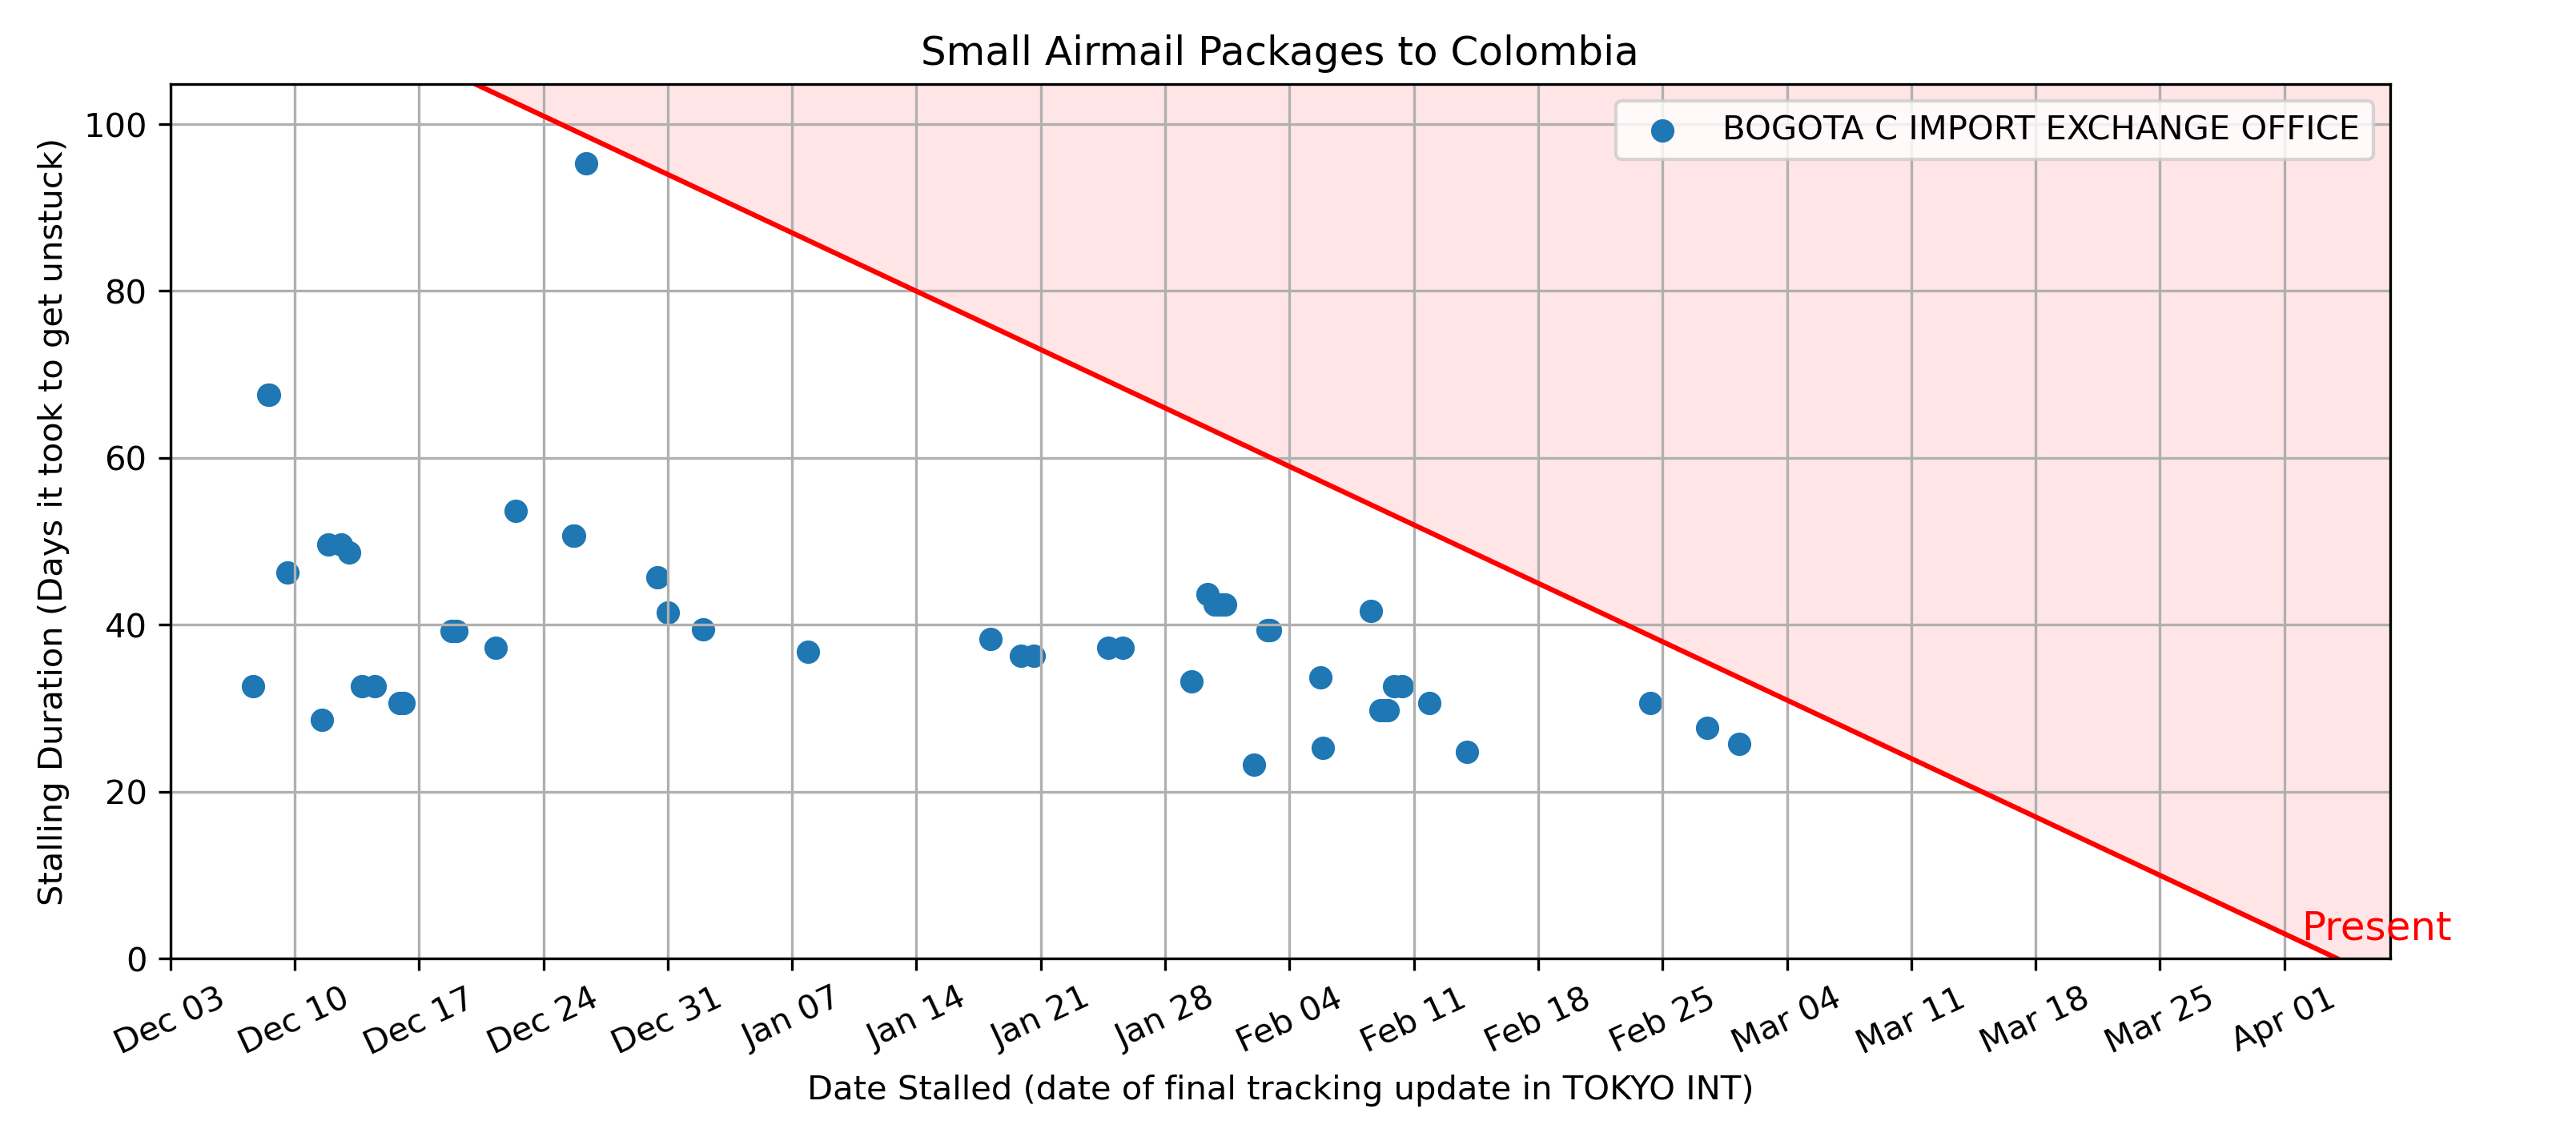 Small Airmail Packages to Colombia
BOGOTA C IMPORT EXCHANGE OFFICE
Stalling Duration (Days it took to get unstuck)
100
80
60
40
20
0
Present
Dec 03
Dec 10
Dec 17
Dec 24
Dec 31
Jan 07
Jan 14
Jan 21
Jan 28
Feb 04
Feb 11
Feb 18
Feb 25
Mar 04
Mar 11
Mar 18
Mar 25
Apr 01
Date Stalled (date of final tracking update in TOKYO INT)